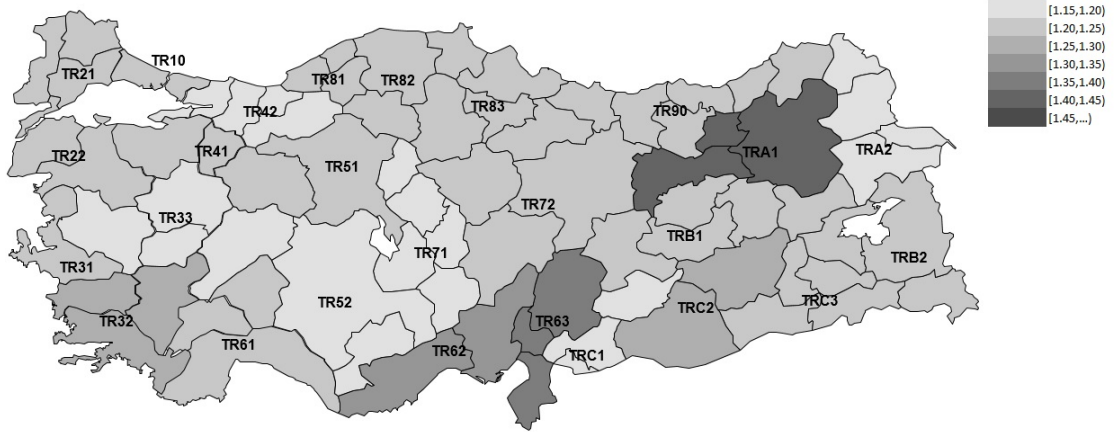 [1.15,1.20)
[1.20,1.25)
[1.25,1.30)
[1.30,1.35)
[1.35,1.40)
[1.40,1.45)
[1.45,...)
TR10
TR21
TR81
TR82
TR42
TR83
TR90
TR22
TR41
TR51
TRA1
TRA2
TR33
TR72
TR71
TRB1
TR31
TRB2
TR32
TR52
TRC2
TRC3
TR61
TR62
TR63
TRC1